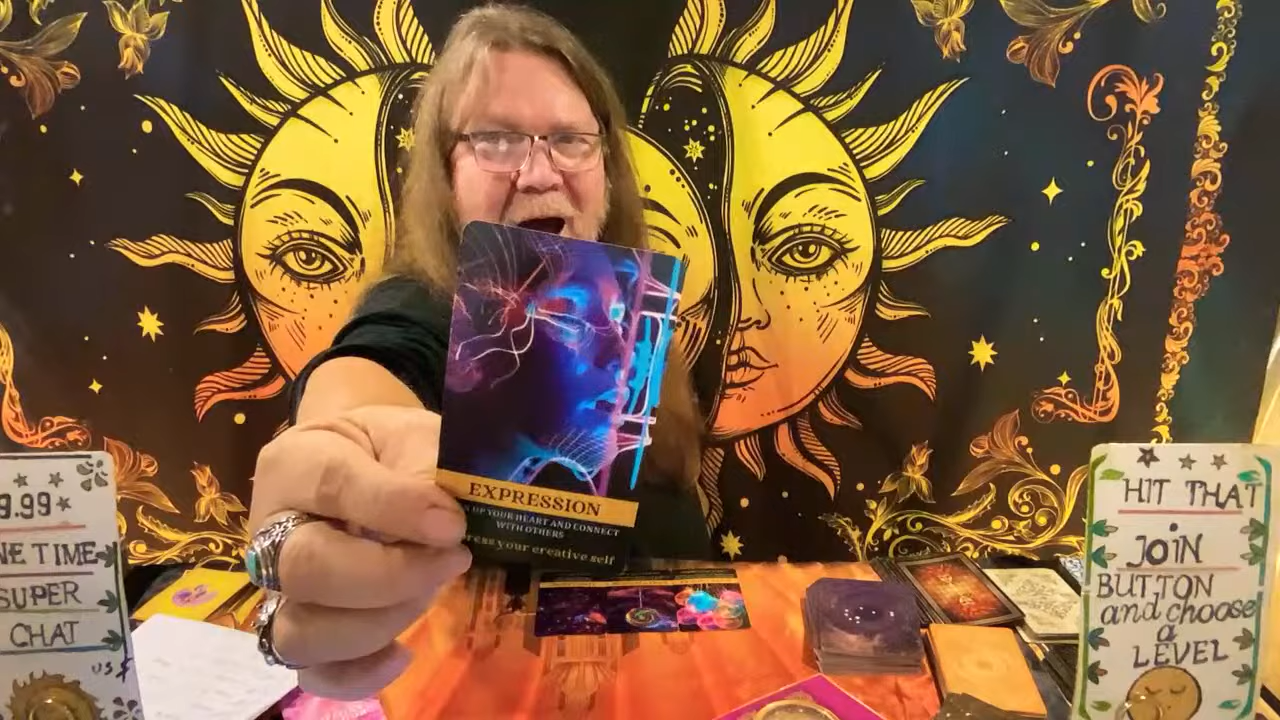 9.99
NE TIME
SUPER
CHAT
US $
EXPRESSION
UP YOUR HEART AND CONNECT
WITH OTHERS
ress your creative self
HIT THAT
JOIN
BUTTON
and choose
a
LEVEL